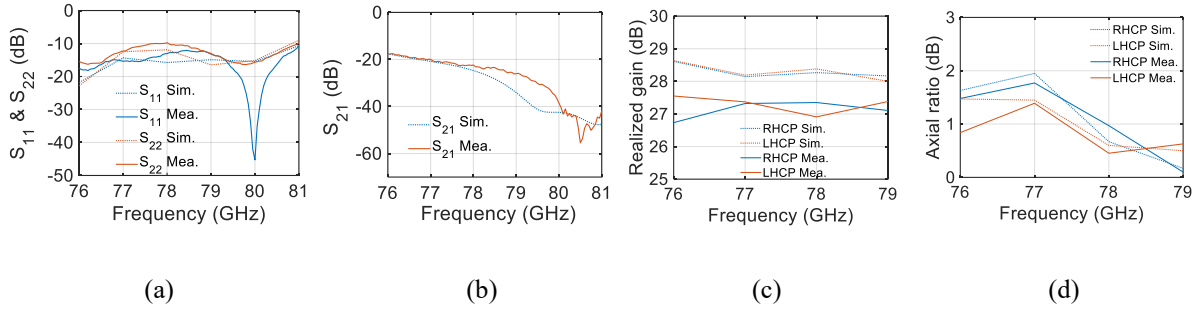 0
-10
-20
-30
-40
-50
S11 & S22 (dB)
S11 Sim.
S11 Mea.
S22 Sim.
S22 Mea.
76 77 78 79 80 81
Frequency (GHz)
(a)
0
-20
-40
-60
S21 (dB)
S21 Sim.
S21 Mea.
76 77 78 79 80 81
Frequency (GHz)
(b)
30
29
28
27
26
25
Realized gain (dB)
RHCP Sim.
LHCP Sim.
RHCP Mea.
LHCP Mea.
76 77 78 79
Frequency (GHz)
(c)
3
2
1
0
Axial ratio (dB)
RHCP Sim.
LHCP Sim.
RHCP Mea.
LHCP Mea.
76 77 78 79
Frequency (GHz)
(d)